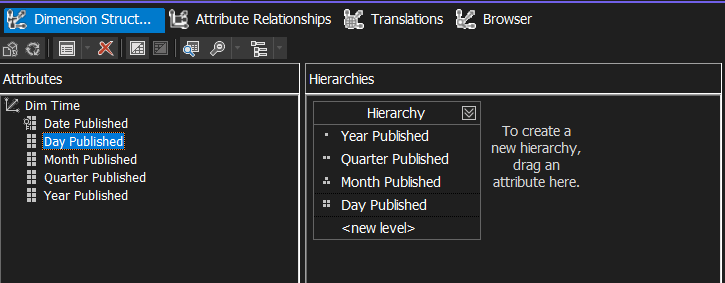 Dimension Struct... Attribute Relationships Translations Browser
Attributes
Dim Time
Date Published
Day Published
Month Published
Quarter Published
Year Published
Hierarchies
Hierarchy
Year Published
Quarter Published
Month Published
Day Published
<new level>
To create a
new hierarchy,
drag an
attribute here.